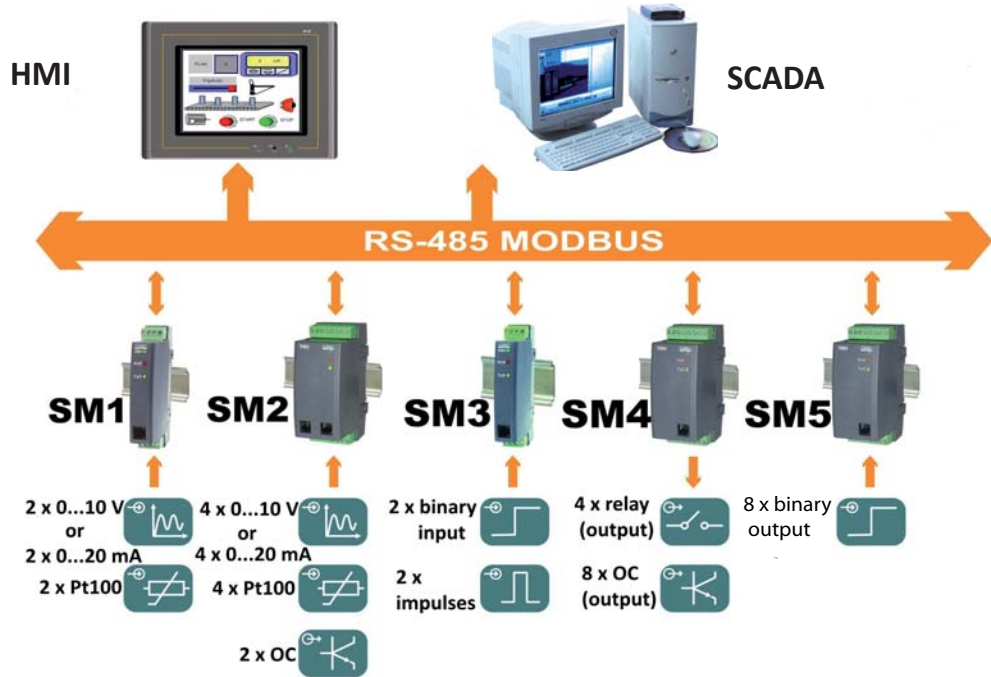 HMI
SCADA
PLAY
START
STOP
RS-485 MODBUS
SM1
SM2
SM3
SM4
SM5
2 x 0...10 V
or
2 x 0...20 mA
2 x Pt100
4 x 0...10 V
or
4 x 0...20 mA
4 x Pt100
2 x OC
2 x binary
input
2 x
impulses
4 x relay
(output)
8 x OC
(output)
8 x binary
output